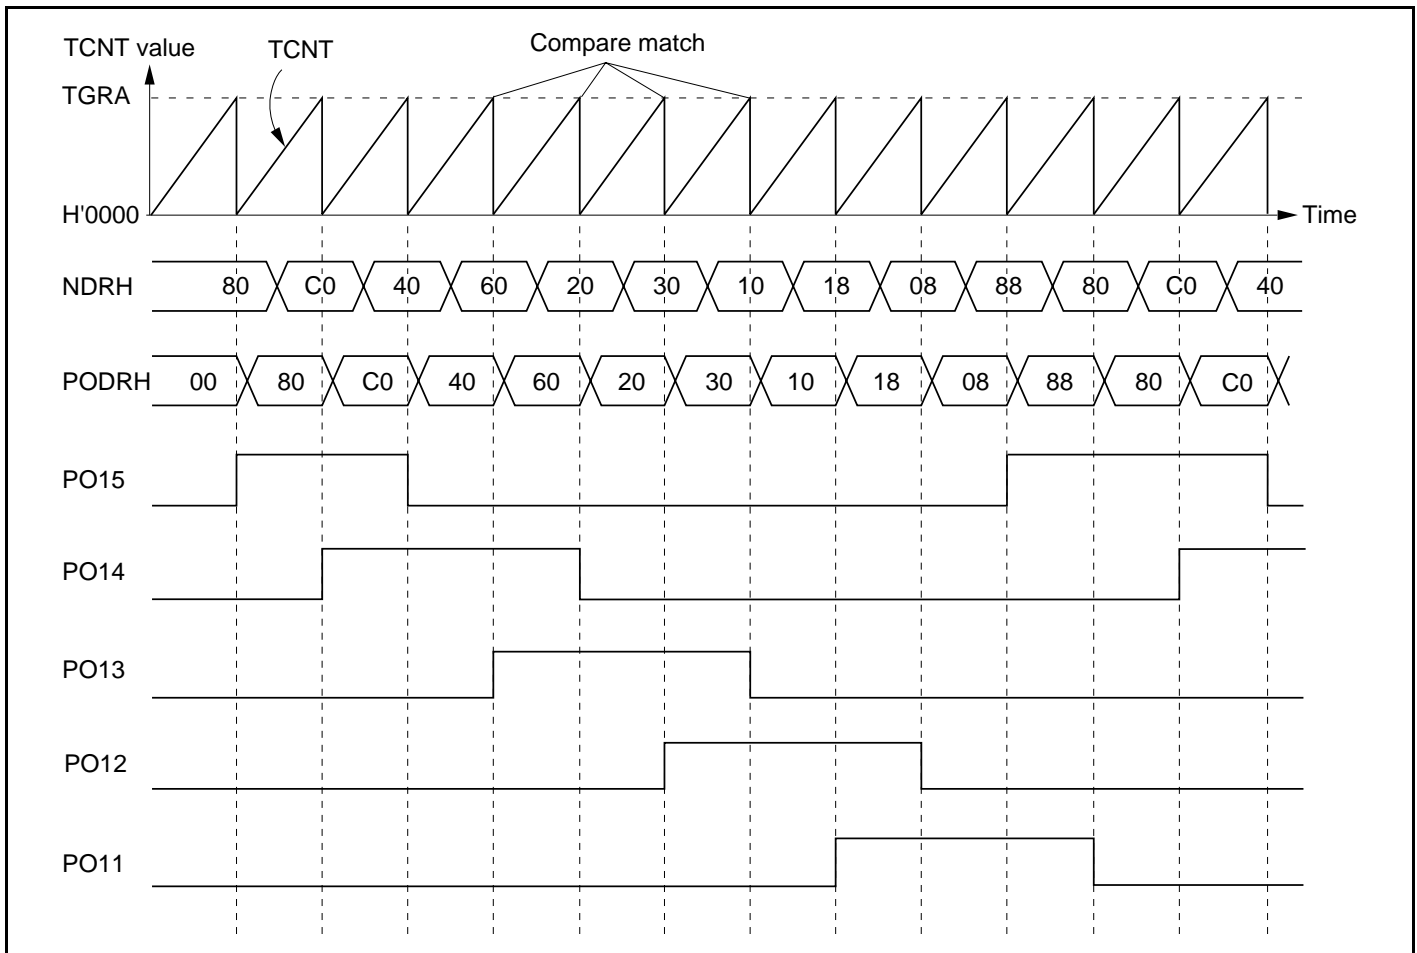 TCNT value
TCNT
Compare match
TGRA
H'0000
Time
NDRH 80 C0 40 60 20 30 10 18 08 88 80 C0 40
PODRH 00 80 C0 40 60 20 30 10 18 08 88 80 C0
PO15
PO14
PO13
PO12
PO11